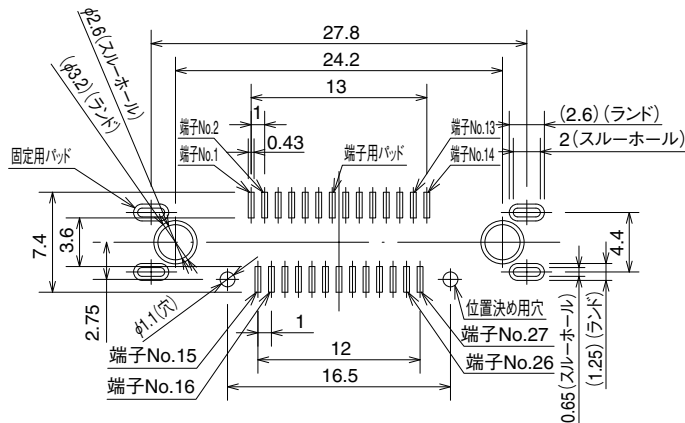 27.8
24.2
13
φ2.6(スルーホール)
(φ3.2)(ランド)
1
0.43
端子No.2
端子No.1
固定用パッド
端子用パッド
端子No.13
端子No.14
(2.6)(ランド)
2(スルーホール)
7.4
3.6
2.75
4.4
φ1.1(穴)
位置決め用穴
1
端子No.15
端子No.16
12
16.5
端子No.27
端子No.26
0.65(スルーホール)
(1.25)(ランド)